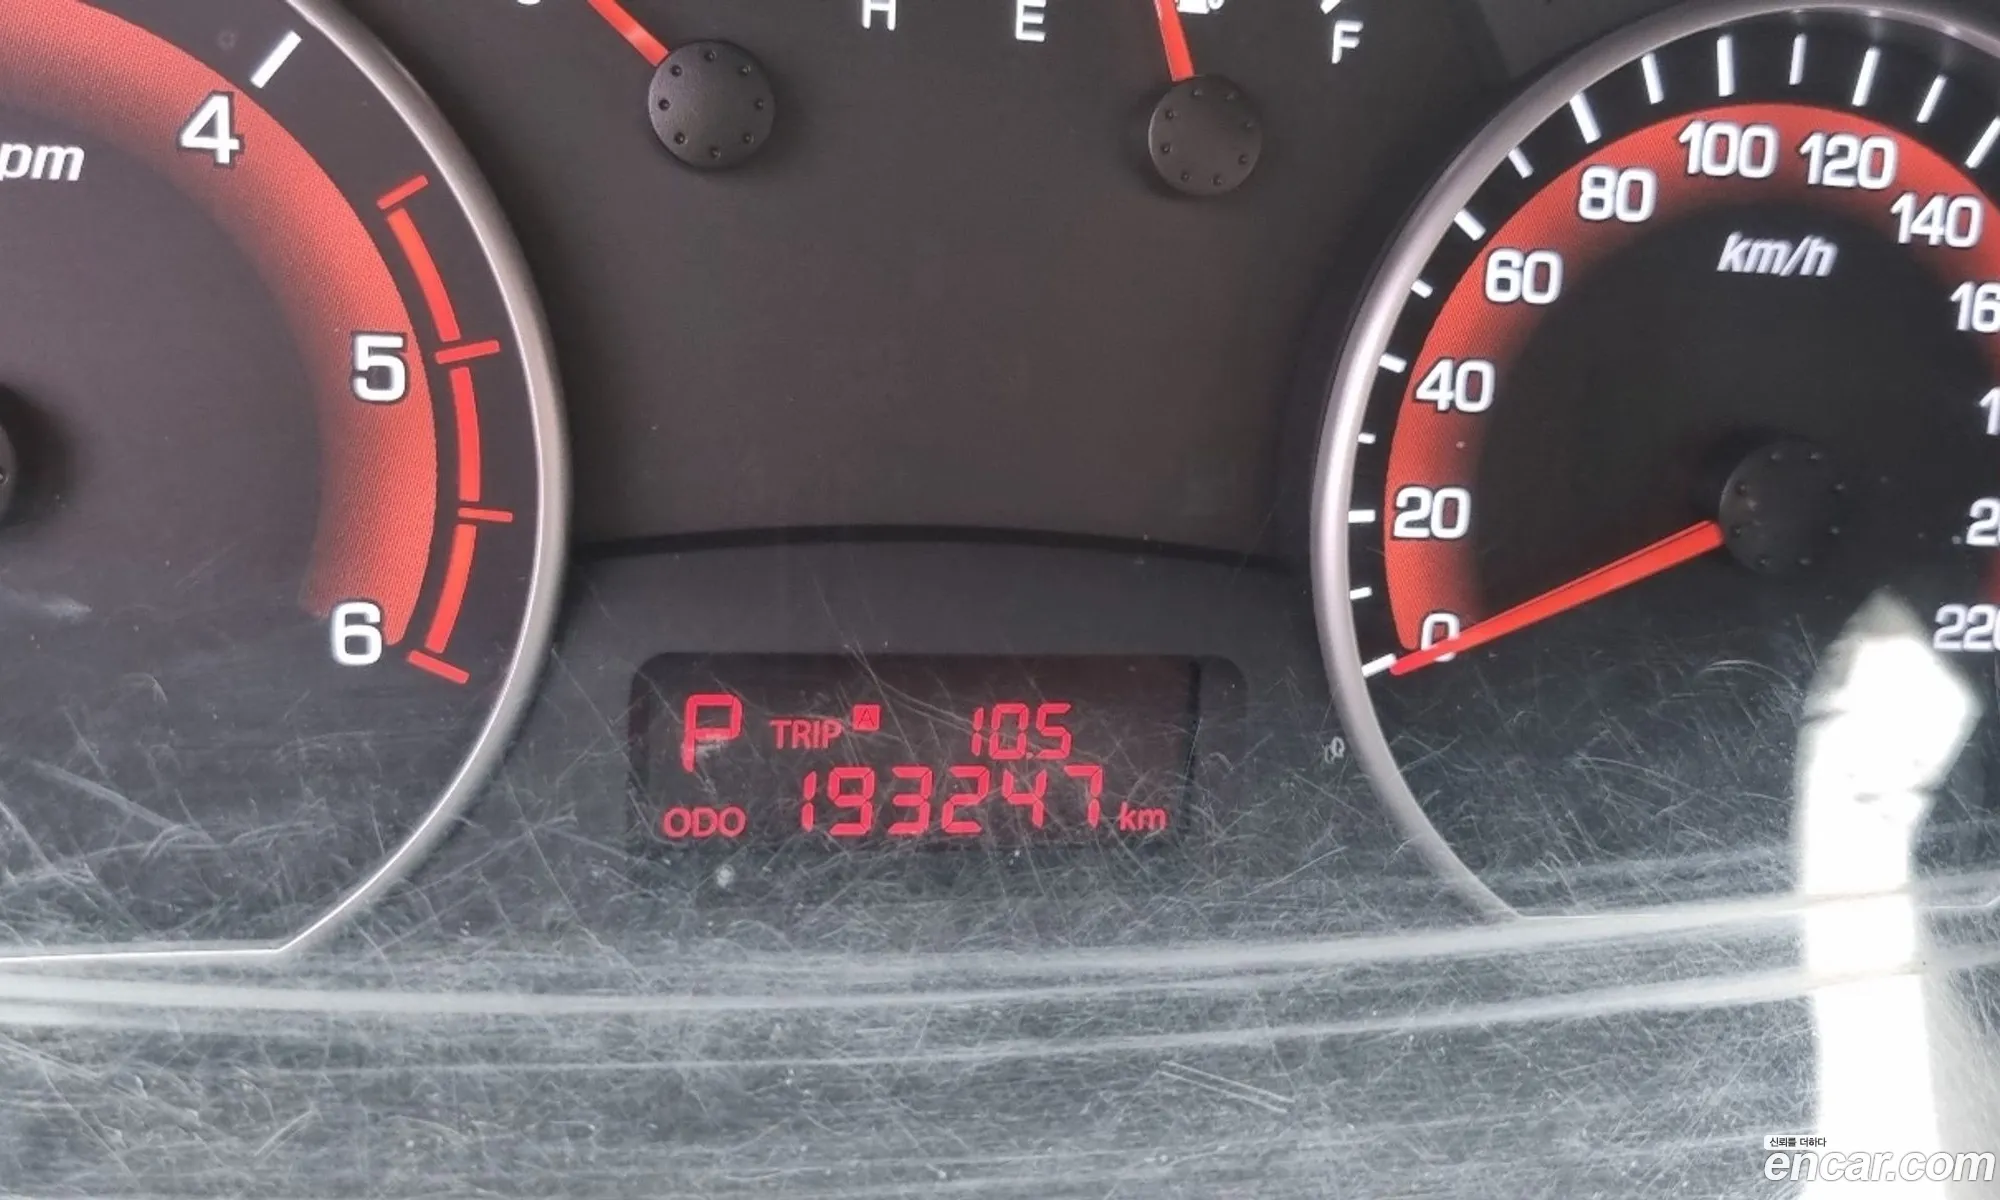 H E F
4
pm
5
6
0
20
40
60
80
100
120
140
220
km/h
P TRIP A 10.5
ODO 193247 km
신뢰를 더하다
encar.com